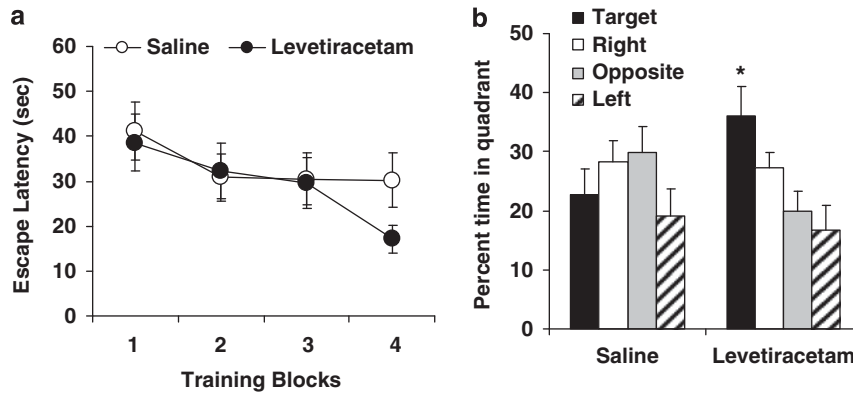 a
Saline
Levetiracetam
Escape Latency (sec)
60
50
40
30
20
10
0
1
2
3
4
Training Blocks
b
Target
Right
Opposite
Left
*
Percent time in quadrant
50
40
30
20
10
0
Saline
Levetiracetam